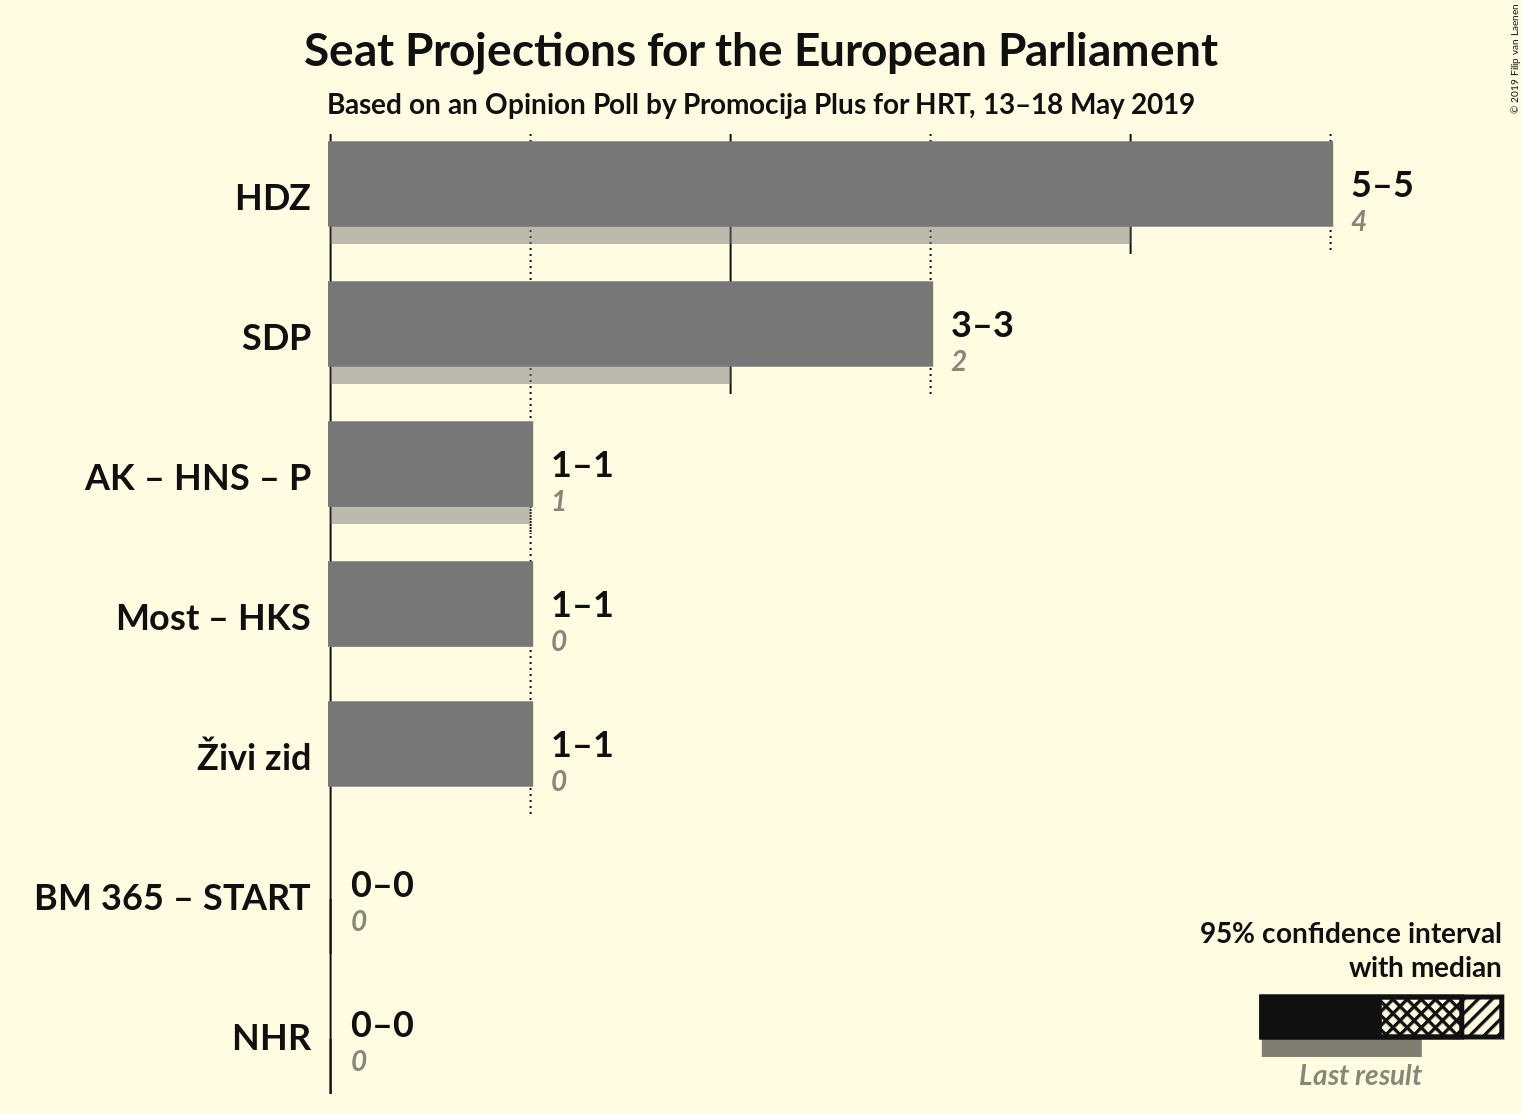 Seat Projections for the European Parliament
Based on an Opinion Poll by Promocija Plus for HRT, 13–18 May 2019
© 2019 Filip van Laenen
HDZ
5–5
4
SDP
3–3
2
AK – HNS – P
1–1
1
Most – HKS
1–1
0
Živi zid
1–1
0
BM 365 – START
0–0
0
NHR
0–0
0
95% confidence interval
with median
Last result